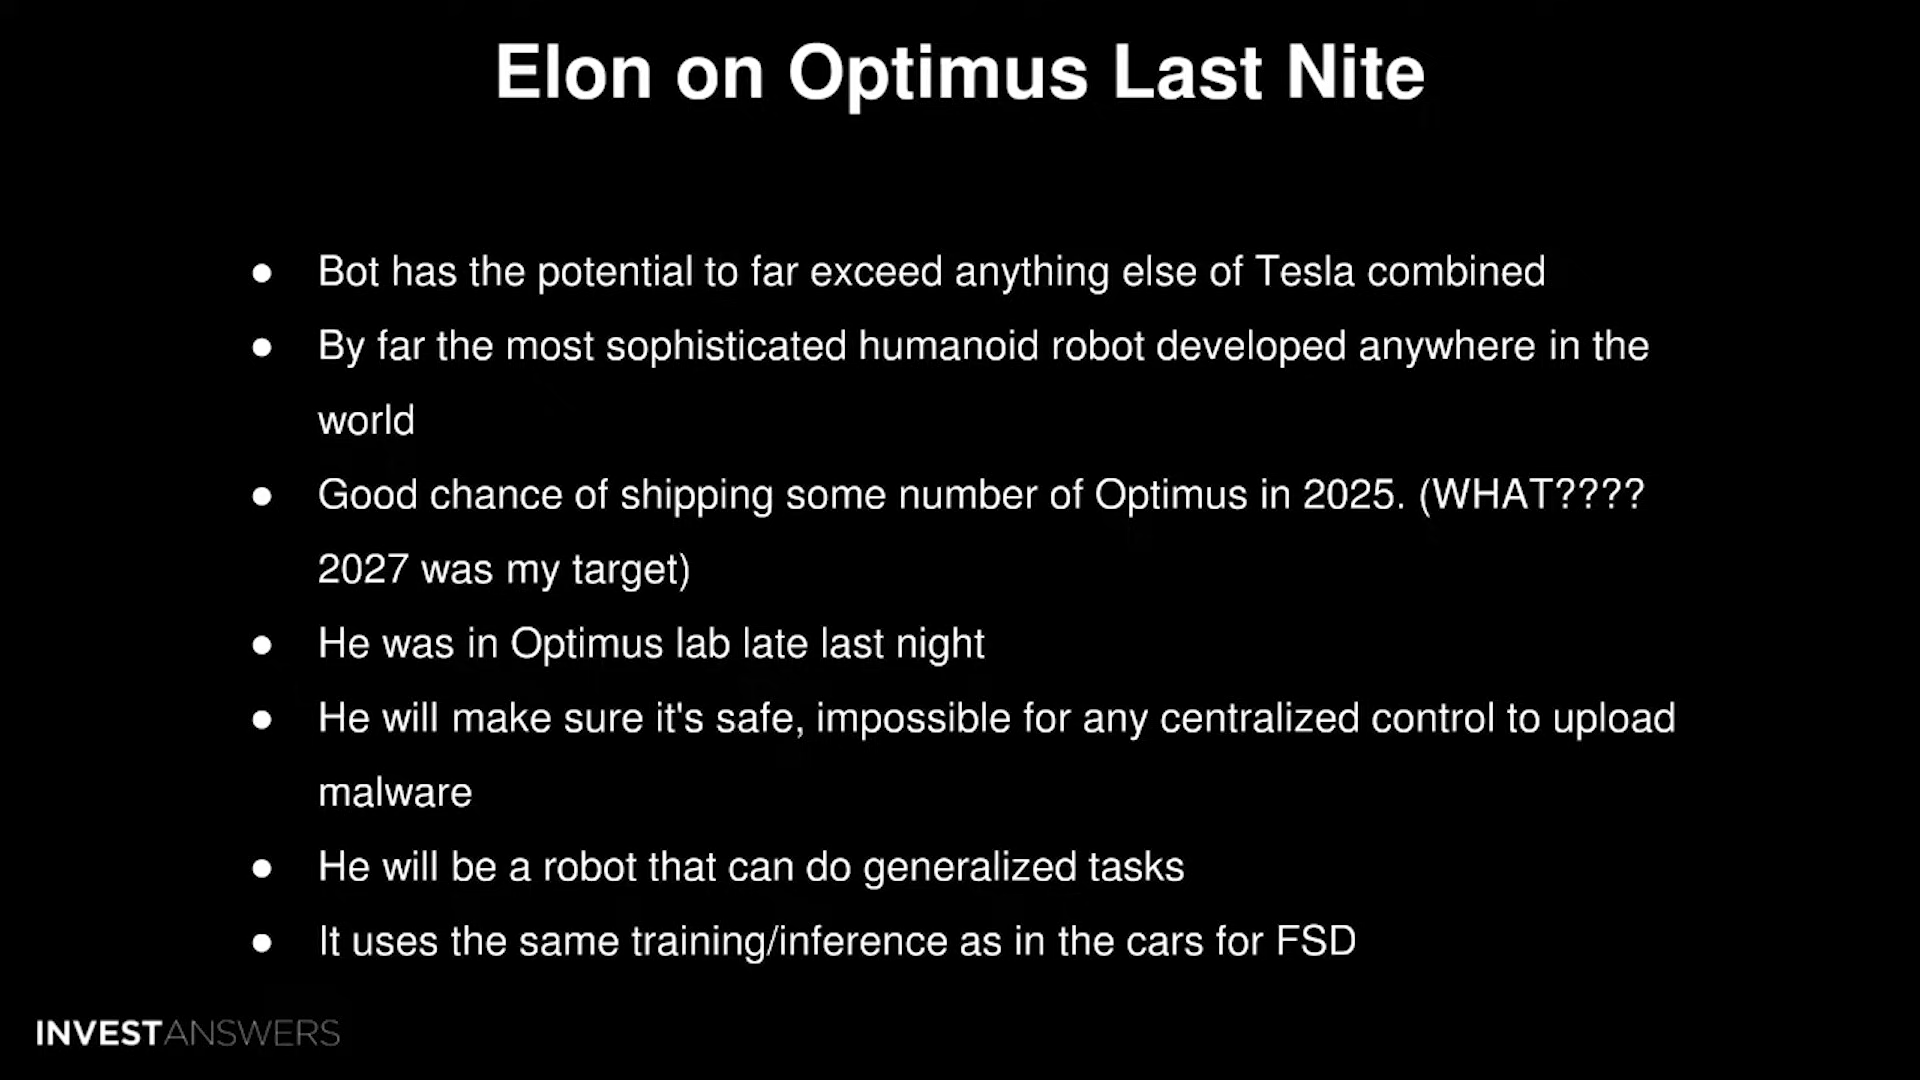 Elon on Optimus Last Nite
● Bot has the potential to far exceed anything else of Tesla combined
● By far the most sophisticated humanoid robot developed anywhere in the
world
● Good chance of shipping some number of Optimus in 2025. (WHAT????
2027 was my target)
● He was in Optimus lab late last night
● He will make sure it's safe, impossible for any centralized control to upload
malware
● He will be a robot that can do generalized tasks
● It uses the same training/inference as in the cars for FSD
INVESTANSWERS